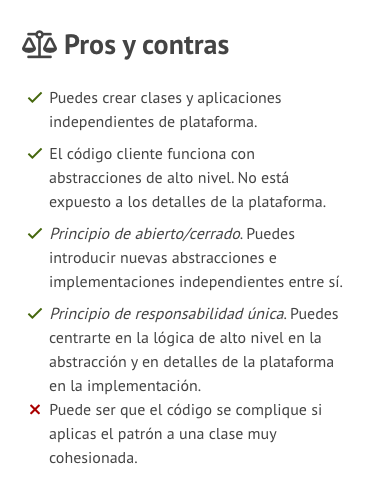 Pros y contras
Puedes crear clases y aplicaciones
independientes de plataforma.
El código cliente funciona con
abstracciones de alto nivel. No está
expuesto a los detalles de la plataforma.
Principio de abierto/cerrado. Puedes
introducir nuevas abstracciones e
implementaciones independientes entre sí.
Principio de responsabilidad única. Puedes
centrarte en la lógica de alto nivel en la
abstracción y en detalles de la plataforma
en la implementación.
Puede ser que el código se complique si
aplicas el patrón a una clase muy
cohesionada.